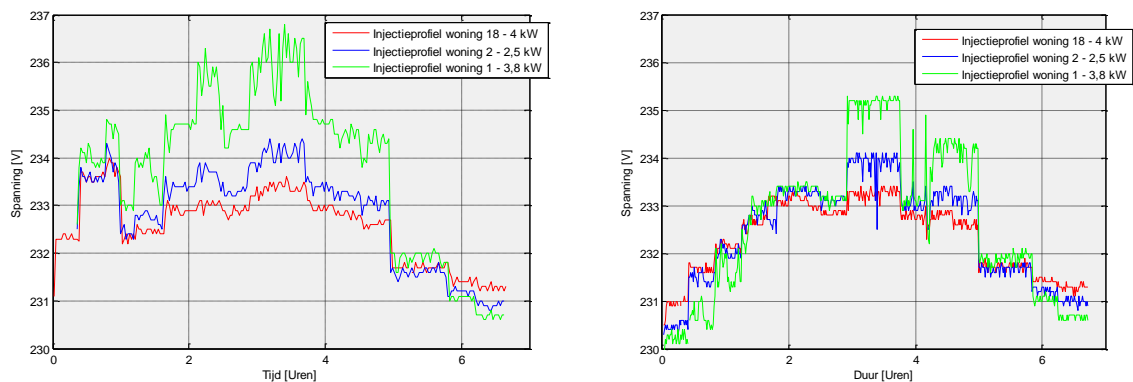 237
236
235
234
233
232
231
230
Spanning [V]
0
2
4
6
Tijd [Uren]
Injectieprofiel woning 18 - 4 kW
Injectieprofiel woning 2 - 2,5 kW
Injectieprofiel woning 1 - 3,8 kW
237
236
235
234
233
232
231
230
Spanning [V]
0
2
4
6
Duur [Uren]
Injectieprofiel woning 18 - 4 kW
Injectieprofiel woning 2 - 2,5 kW
Injectieprofiel woning 1 - 3,8 kW